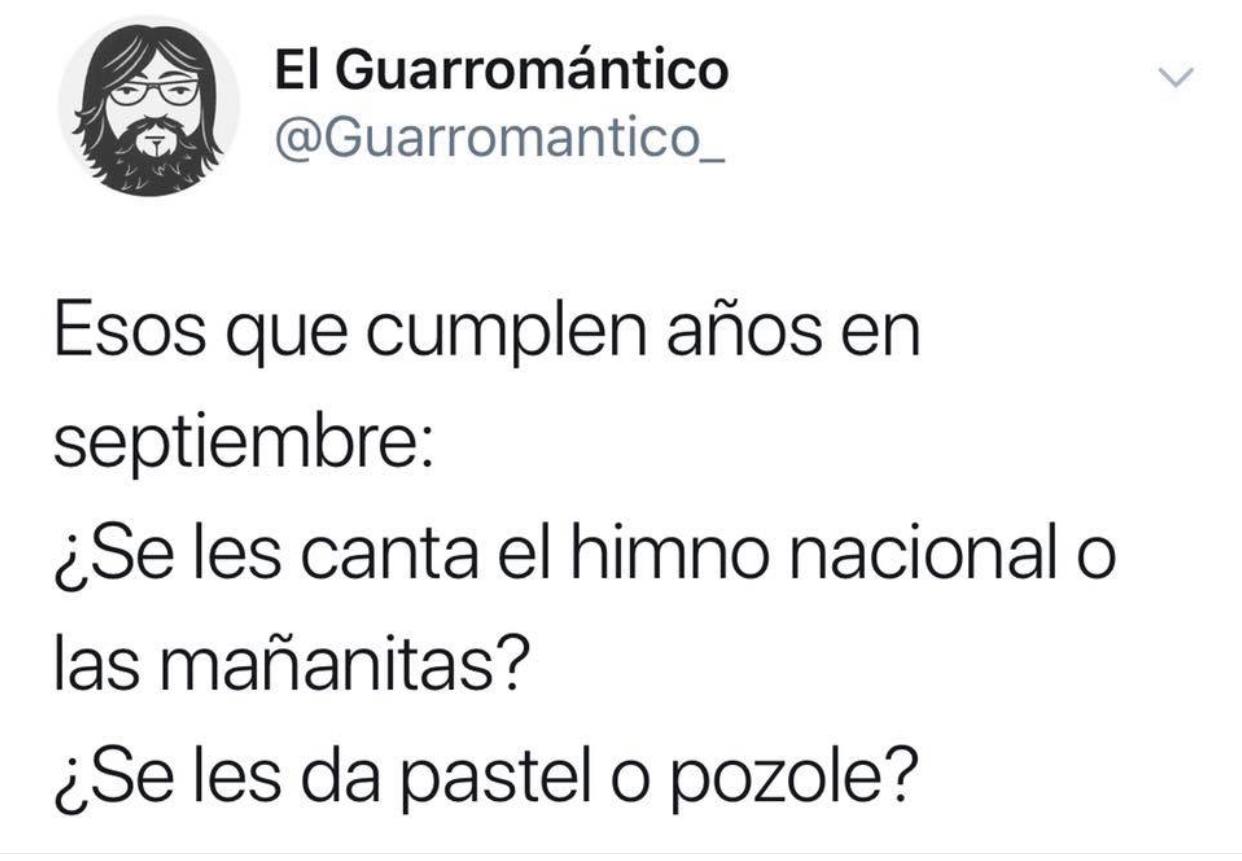 El Guarromántico
@Guarromantico_
Esos que cumplen años en
septiembre:
¿Se les canta el himno nacional o
las mañanitas?
¿Se les da pastel o pozole?